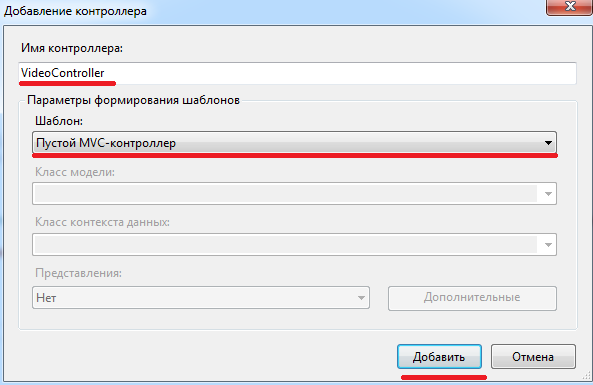 Добавление контроллера
Имя контроллера:
VideoController
Параметры формирования шаблонов
Шаблон:
Пустой MVC-контроллер
Класс модели:
Класс контекста данных:
Представления:
Нет
Дополнительные
Добавить
Отмена